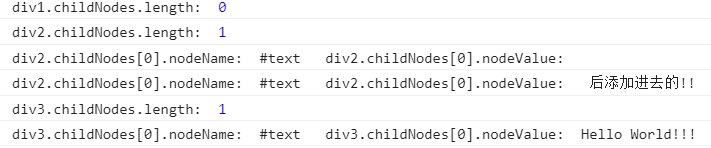 div1.childNodes.length:  0
div2.childNodes.length:  1
div2.childNodes[0].nodeName:  #text   div2.childNodes[0].nodeValue:
div2.childNodes[0].nodeName:  #text   div2.childNodes[0].nodeValue:   后添加进去的!!
div3.childNodes.length:  1
div3.childNodes[0].nodeName:  #text   div3.childNodes[0].nodeValue:  Hello World!!!